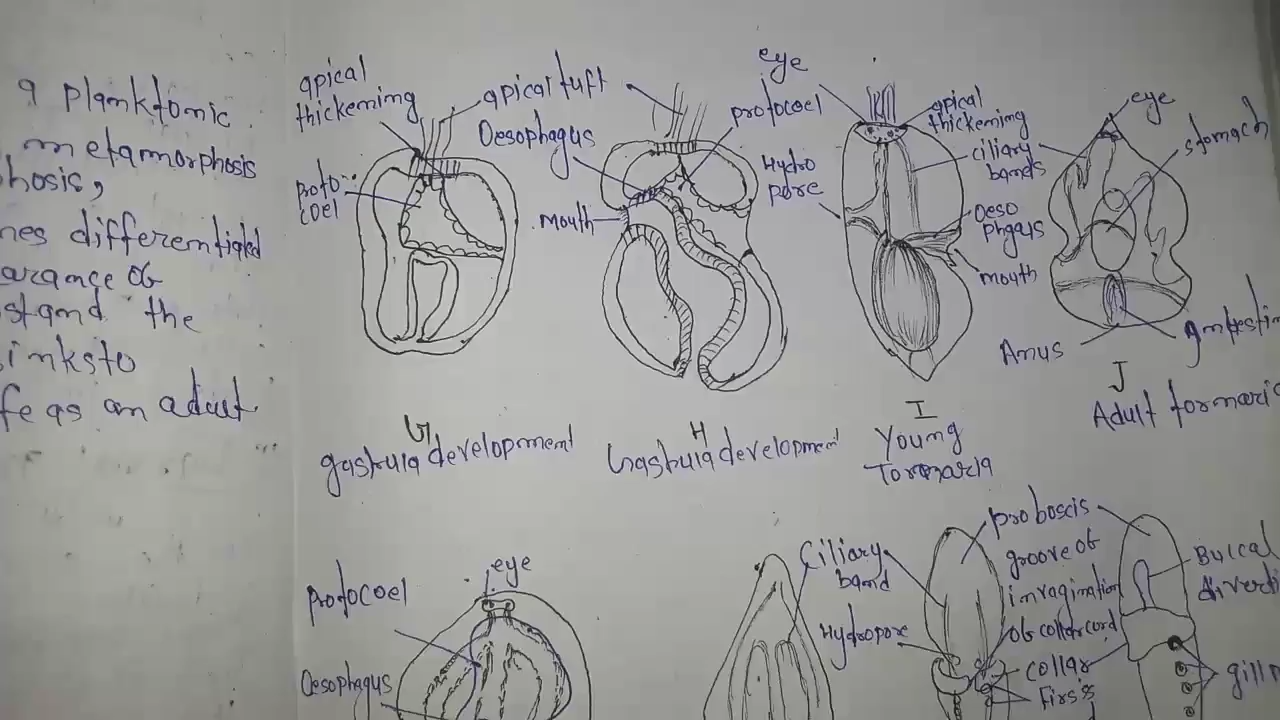 a planktonic
metamorphosis
hosis,
nes differentiated
arance of
stand the
inksto
fe as an adult.
apical
thickening
apical tuft
Oesophagus
proto
coel
mouth
eye
protocoel
Hydro
pore
apical
thickening
ciliary
bands
Oeso
phgays
mouth
eye
stomach
Anus
G
gastrula development
H
Gastrula development
I
Young
Tornaria
J
Adult
protocoel
eye
Oesophagus
Ciliary
band
Hydropore
proboscis
groove of
invagination
of collar cord
collar
Buccal
diverti
gill